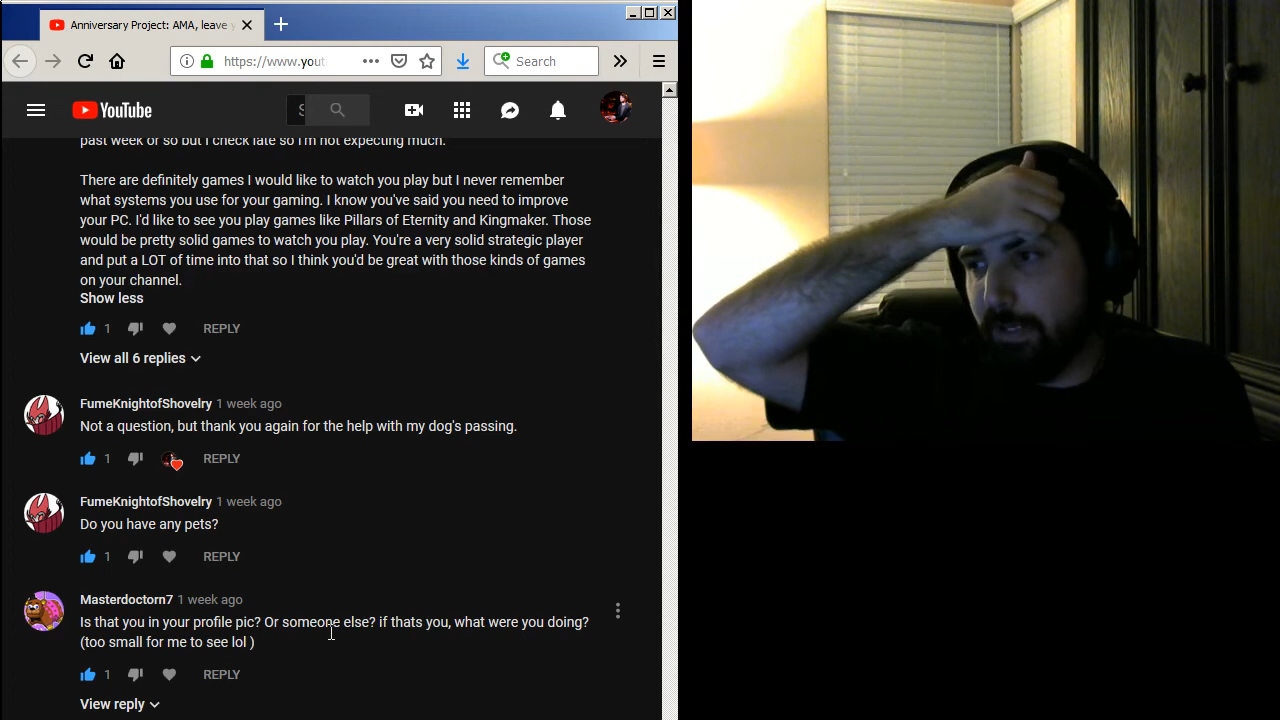 Anniversary Project: AMA, leave y
https://www.yout
Search
YouTube
S
past week or so but I check late so I'm not expecting much.
There are definitely games I would like to watch you play but I never remember
what systems you use for your gaming. I know you've said you need to improve
your PC. I'd like to see you play games like Pillars of Eternity and Kingmaker. Those
would be pretty solid games to watch you play. You're a very solid strategic player
and put a LOT of time into that so I think you'd be great with those kinds of games
on your channel.
Show less
1 REPLY
View all 6 replies
FumeKnightofShovelry 1 week ago
Not a question, but thank you again for the help with my dog's passing.
1 REPLY
FumeKnightofShovelry 1 week ago
Do you have any pets?
1 REPLY
Masterdoctorn7 1 week ago
Is that you in your profile pic? Or someone else? if thats you, what were you doing?
(too small for me to see lol )
1 REPLY
View reply